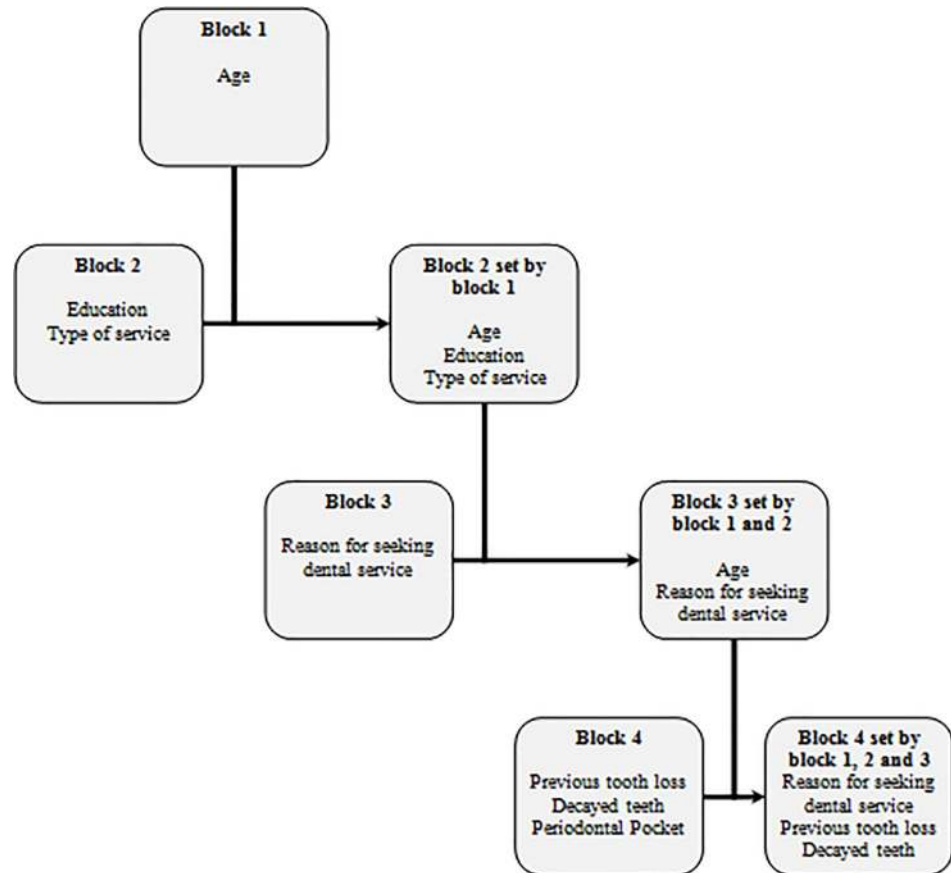 Block 1
Age
Block 2
Education
Type of service
Block 2 set by
block 1
Age
Education
Type of service
Block 3
Reason for seeking
dental service
Block 3 set by
block 1 and 2
Age
Reason for seeking
dental service
Block 4
Previous tooth loss
Decayed teeth
Periodontal Pocket
Block 4 set by
block 1, 2 and 3
Reason for seeking
dental service
Previous tooth loss
Decayed teeth